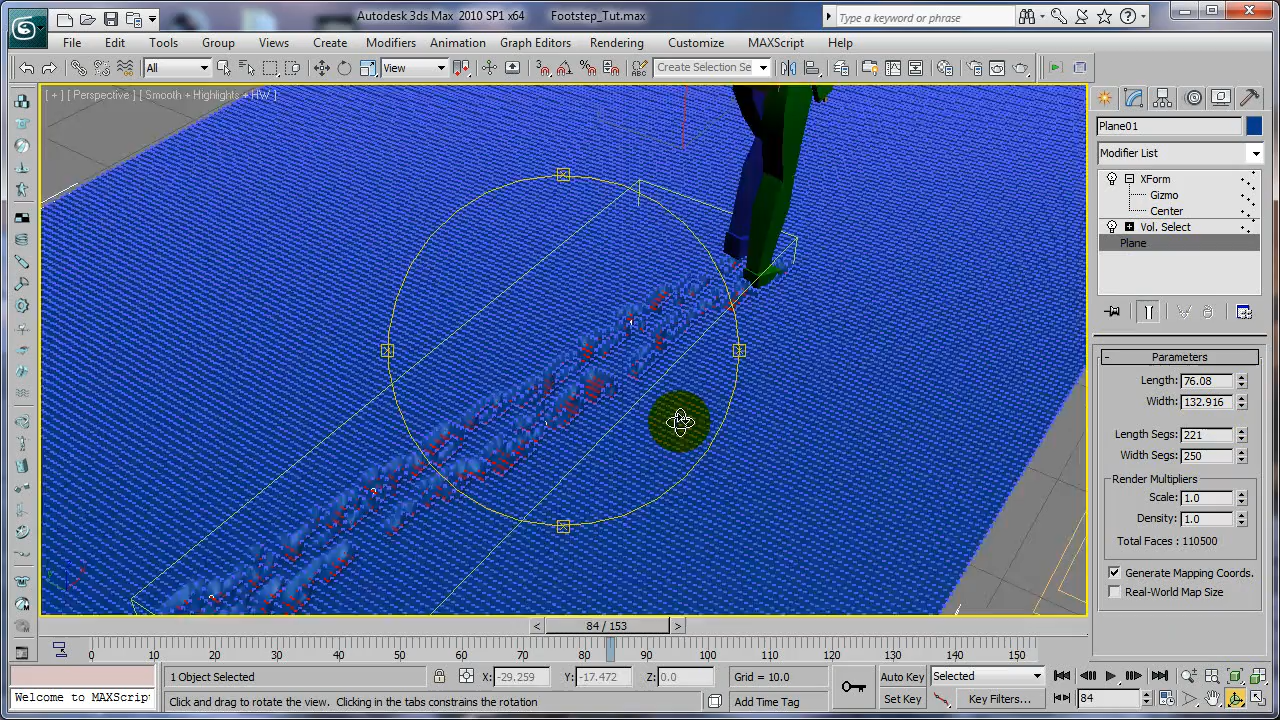 Autodesk 3ds Max 2010 SP1 x64 Footstep_Tut.max
Type a keyword or phrase
File Edit Tools Group Views Create Modifiers Animation Graph Editors Rendering Customize MAXScript Help
All View Create Selection Se
[ + ] [ Perspective ] [ Smooth + Highlights + HW ]
Plane01
Modifier List
XForm
Gizmo
Center
Vol. Select
Plane
Parameters
Length: 76.08
Width: 132.916
Length Segs: 221
Width Segs: 250
Render Multipliers
Scale: 1.0
Density: 1.0
Total Faces : 110500
Generate Mapping Coords.
Real-World Map Size
< 84 / 153 >
0 10 20 30 40 50 60 70 80 90 100 110 120 130 140 150
1 Object Selected X: -29.259 Y: -17.472 Z: 0.0 Grid = 10.0 Auto Key Selected
Welcome to MAXScript Click and drag to rotate the view. Clicking in the tabs constrains the rotation Add Time Tag Set Key Key Filters... 84